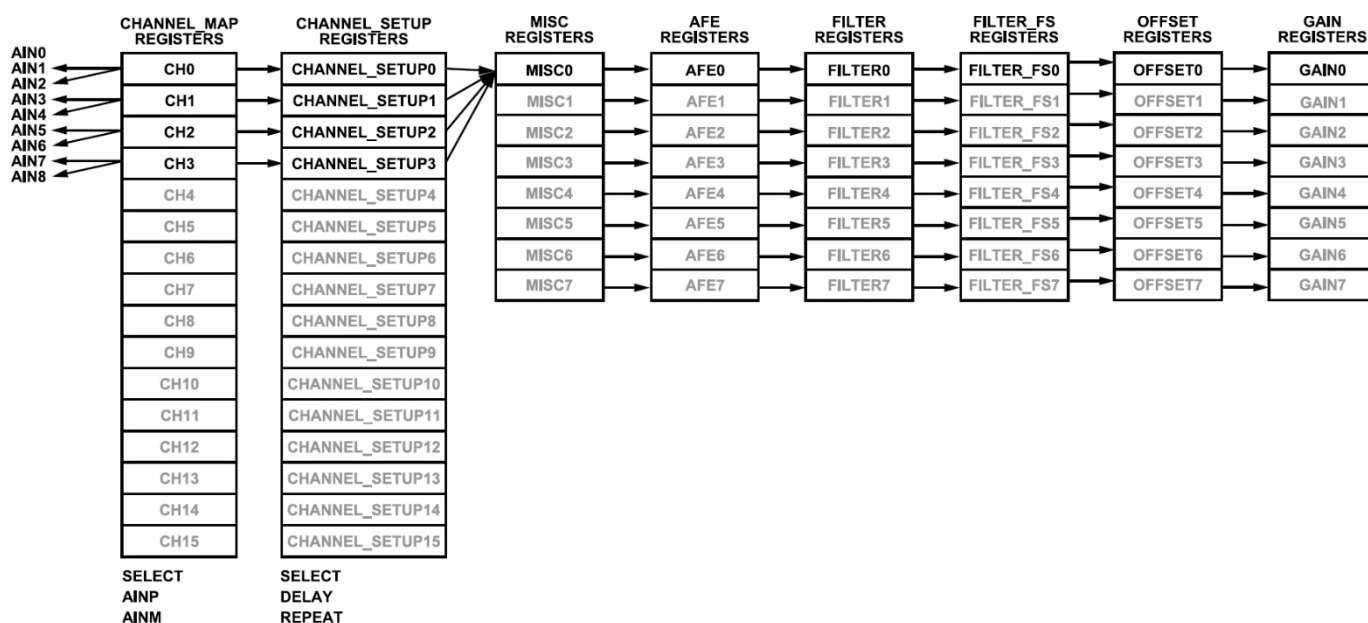 CHANNEL_MAP REGISTERS
CHANNEL_SETUP REGISTERS
MISC REGISTERS
AFE REGISTERS
FILTER REGISTERS
FILTER_FS REGISTERS
OFFSET REGISTERS
GAIN REGISTERS
AIN0
AIN1
AIN2
AIN3
AIN4
AIN5
AIN6
AIN7
AIN8
CH0 CHANNEL_SETUP0 MISC0 AFE0 FILTER0 FILTER_FS0 OFFSET0 GAIN0
CH1 CHANNEL_SETUP1 MISC1 AFE1 FILTER1 FILTER_FS1 OFFSET1 GAIN1
CH2 CHANNEL_SETUP2 MISC2 AFE2 FILTER2 FILTER_FS2 OFFSET2 GAIN2
CH3 CHANNEL_SETUP3 MISC3 AFE3 FILTER3 FILTER_FS3 OFFSET3 GAIN3
CH4 CHANNEL_SETUP4 MISC4 AFE4 FILTER4 FILTER_FS4 OFFSET4 GAIN4
CH5 CHANNEL_SETUP5 MISC5 AFE5 FILTER5 FILTER_FS5 OFFSET5 GAIN5
CH6 CHANNEL_SETUP6 MISC6 AFE6 FILTER6 FILTER_FS6 OFFSET6 GAIN6
CH7 CHANNEL_SETUP7 MISC7 AFE7 FILTER7 FILTER_FS7 OFFSET7 GAIN7
CH8 CHANNEL_SETUP8
CH9 CHANNEL_SETUP9
CH10 CHANNEL_SETUP10
CH11 CHANNEL_SETUP11
CH12 CHANNEL_SETUP12
CH13 CHANNEL_SETUP13
CH14 CHANNEL_SETUP14
CH15 CHANNEL_SETUP15
SELECT SELECT
AINP DELAY
AINM REPEAT